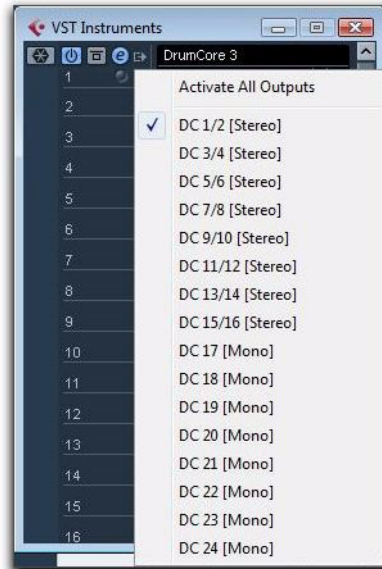 VST Instruments
e DrumCore 3
1
2
3
4
5
6
7
8
9
10
11
12
13
14
15
16
Activate All Outputs
✓ DC 1/2 [Stereo]
DC 3/4 [Stereo]
DC 5/6 [Stereo]
DC 7/8 [Stereo]
DC 9/10 [Stereo]
DC 11/12 [Stereo]
DC 13/14 [Stereo]
DC 15/16 [Stereo]
DC 17 [Mono]
DC 18 [Mono]
DC 19 [Mono]
DC 20 [Mono]
DC 21 [Mono]
DC 22 [Mono]
DC 23 [Mono]
DC 24 [Mono]